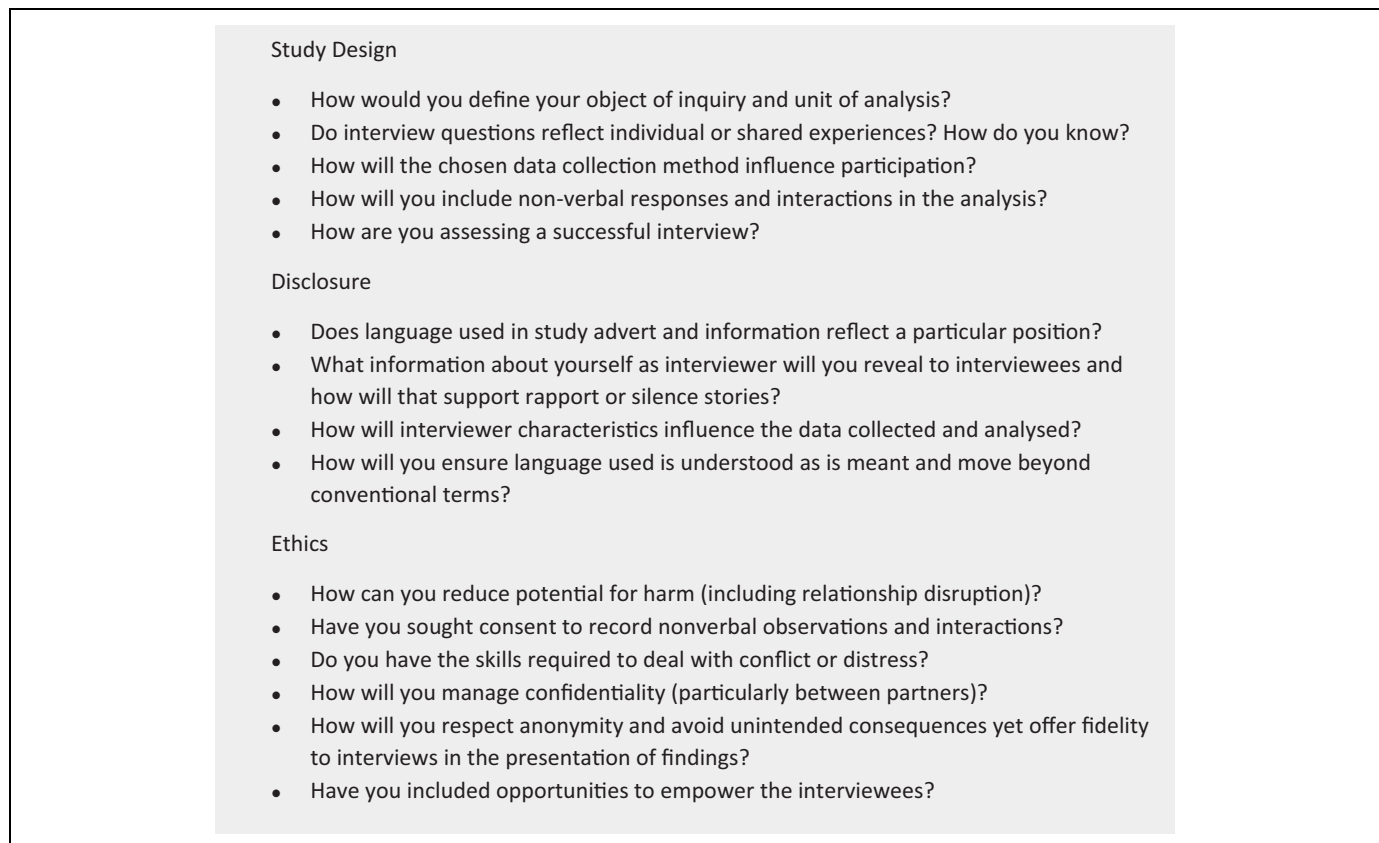 Study Design
• How would you define your object of inquiry and unit of analysis?
• Do interview questions reflect individual or shared experiences? How do you know?
• How will the chosen data collection method influence participation?
• How will you include non-verbal responses and interactions in the analysis?
• How are you assessing a successful interview?
Disclosure
• Does language used in study advert and information reflect a particular position?
• What information about yourself as interviewer will you reveal to interviewees and
how will that support rapport or silence stories?
• How will interviewer characteristics influence the data collected and analysed?
• How will you ensure language used is understood as is meant and move beyond
conventional terms?
Ethics
• How can you reduce potential for harm (including relationship disruption)?
• Have you sought consent to record nonverbal observations and interactions?
• Do you have the skills required to deal with conflict or distress?
• How will you manage confidentiality (particularly between partners)?
• How will you respect anonymity and avoid unintended consequences yet offer fidelity
to interviews in the presentation of findings?
• Have you included opportunities to empower the interviewees?